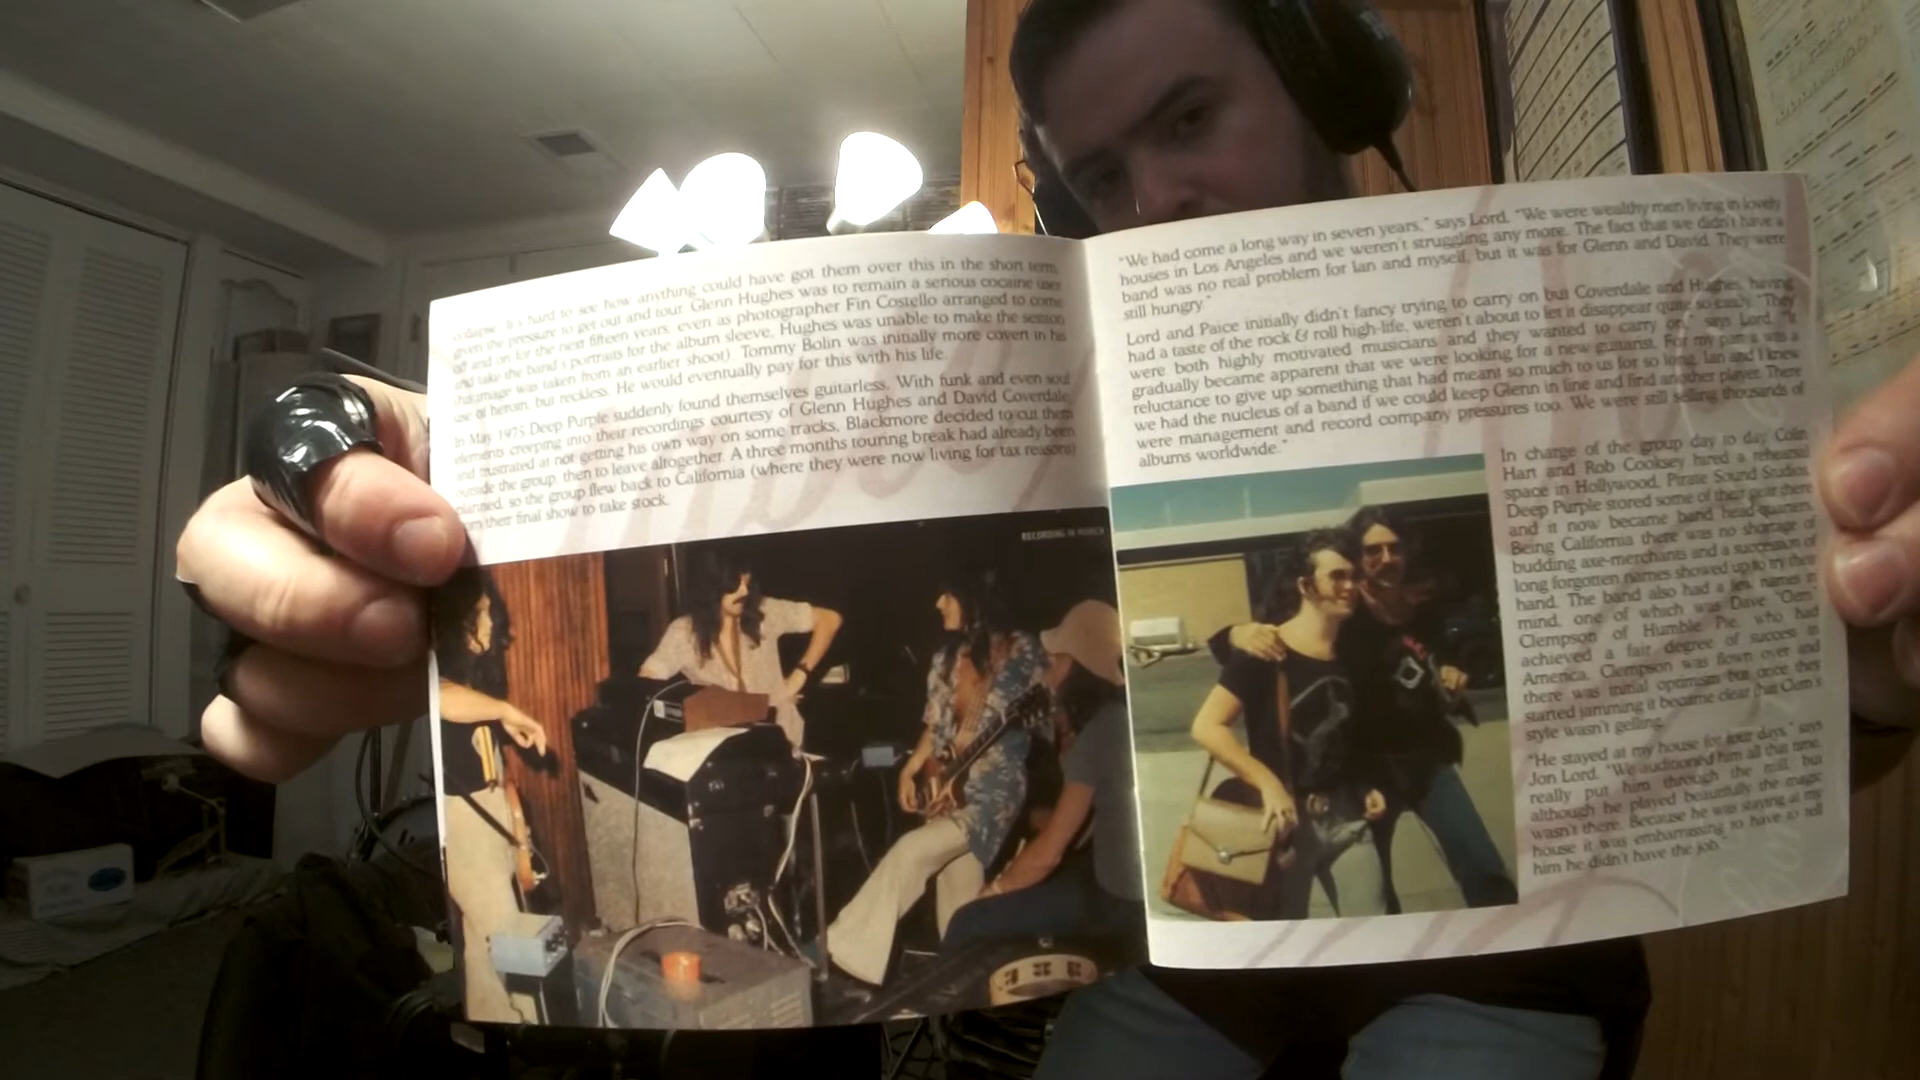 collapse. It's hard to see how anything could have got them over this in the short term,
given the pressure to get out and tour. Glenn Hughes was to remain a serious cocaine user
off and on for the next fifteen years, even as photographer Fin Costello arranged to come
and take the band's portraits for the album sleeve, Hughes was unable to make the session
(his image was taken from an earlier shoot). Tommy Bolin was initially more covert in his
use of heroin, but reckless. He would eventually pay for this with his life.
In May 1975 Deep Purple suddenly found themselves guitarless. With funk and even soul
elements creeping into their recordings courtesy of Glenn Hughes and David Coverdale,
and frustrated at not getting his own way on some tracks, Blackmore decided to cut them
outside the group, then to leave altogether. A three months touring break had already been
planned, so the group flew back to California (where they were now living for tax reasons)
from their final show to take stock.
RECORDING IN MUNICH
"We had come a long way in seven years," says Lord. "We were wealthy men living in lovely
houses in Los Angeles and we weren't struggling any more. The fact that we didn't have a
band was no real problem for Ian and myself, but it was for Glenn and David. They were
still hungry."
Lord and Paice initially didn't fancy trying to carry on but Coverdale and Hughes, having
had a taste of the rock & roll high-life, weren't about to let it disappear quite so easily. "They
were both highly motivated musicians and they wanted to carry on," says Lord. "It
gradually became apparent that we were looking for a new guitarist. For my part it was a
reluctance to give up something that had meant so much to us for so long. Ian and I knew
we had the nucleus of a band if we could keep Glenn in line and find another player. There
were management and record company pressures too. We were still selling thousands of
albums worldwide."
In charge of the group day to day, Colin
Hart and Rob Cooksey hired a rehearsal
space in Hollywood, Pirate Sound Studios.
Deep Purple stored some of their gear there
and it now became band head-quarters.
Being California there was no shortage of
budding axe-merchants and a succession of
long forgotten names showed up to try their
hand. The band also had a few names in
mind, one of which was Dave "Clem"
Clempson of Humble Pie, who had
achieved a fair degree of success in
America. Clempson was flown over and
there was initial optimism but once they
started jamming it became clear that Clem's
style wasn't gelling.
"He stayed at my house for four days," says
Jon Lord. "We auditioned him all that time,
really put him through the mill, but
although he played beautifully the magic
wasn't there. Because he was staying at my
house it was embarrassing to have to tell
him he didn't have the job."